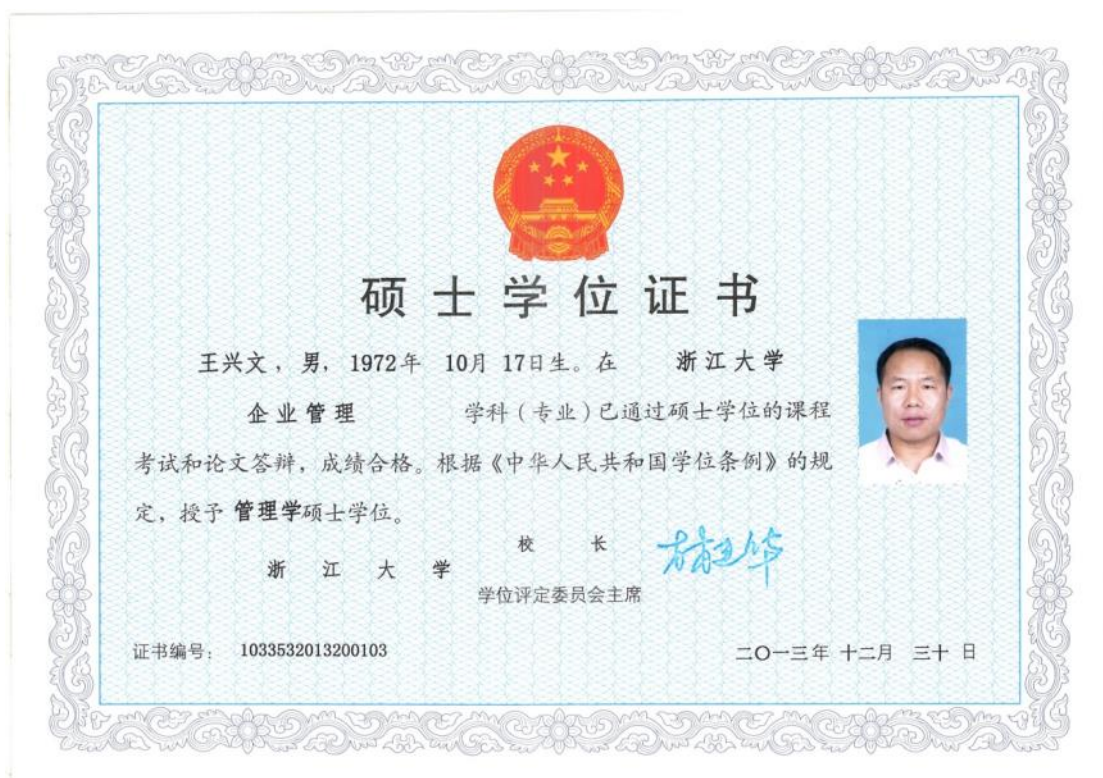 硕士学位证书
王兴文，男，1972年 10月 17日生。在 浙江大学
企业管理 学科（专业）已通过硕士学位的课程
考试和论文答辩，成绩合格。根据《中华人民共和国学位条例》的规
定，授予 管理学硕士学位。
校 长
浙 江 大 学
学位评定委员会主席
证书编号：1033532013200103
二〇一三年 十二月 三十 日